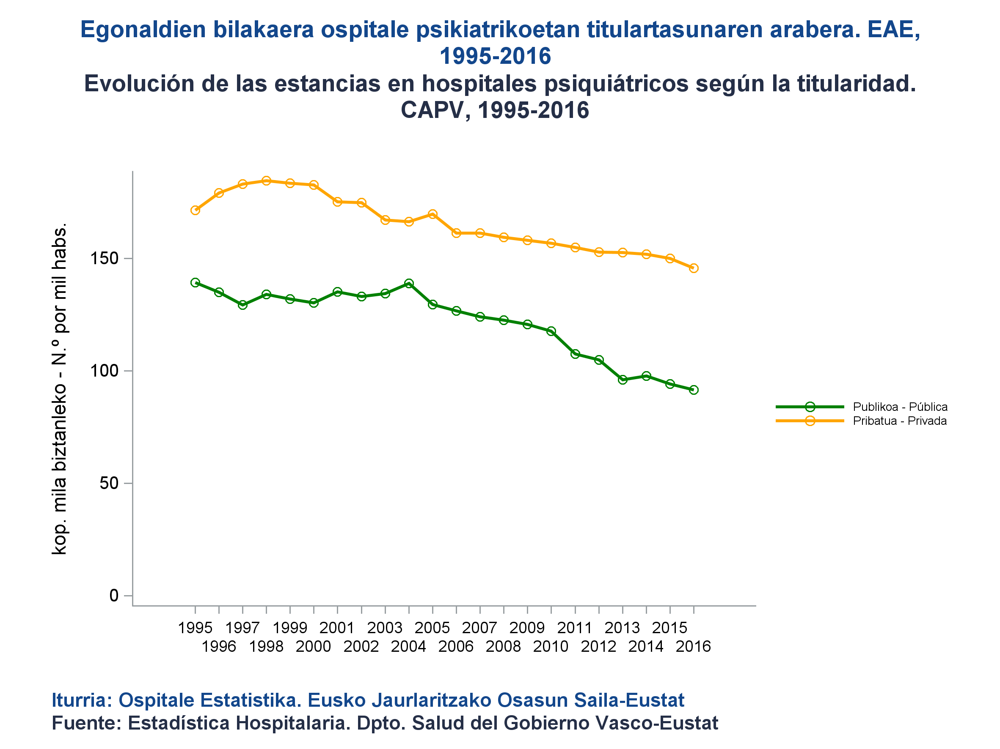 Egonaldien bilakaera ospitale psikiatrikoetan titulartasunaren arabera. EAE,
1995-2016
Evolución de las estancias en hospitales psiquiátricos según la titularidad.
CAPV, 1995-2016
kop. mila biztanleko - N.º por mil habs.
150
100
50
0
Publikoa - Pública
Pribatua - Privada
1995 1997 1999 2001 2003 2005 2007 2009 2011 2013 2015
1996 1998 2000 2002 2004 2006 2008 2010 2012 2014 2016
Iturria: Ospitale Estatistika. Eusko Jaurlaritzako Osasun Saila-Eustat
Fuente: Estadística Hospitalaria. Dpto. Salud del Gobierno Vasco-Eustat